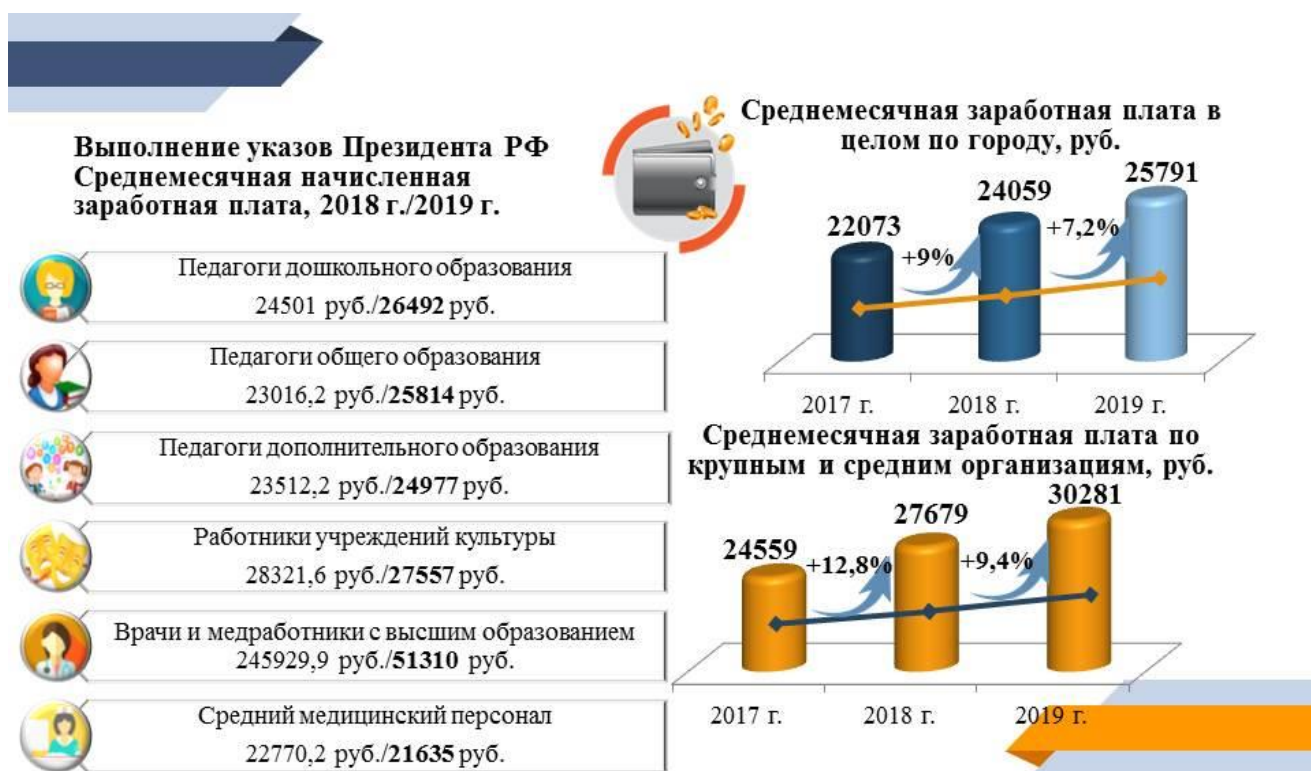 Выполнение указов Президента РФ
Среднемесячная начисленная
заработная плата, 2018 г./2019 г.
Педагоги дошкольного образования
24501 руб./26492 руб.
Педагоги общего образования
23016,2 руб./25814 руб.
Педагоги дополнительного образования
23512,2 руб./24977 руб.
Работники учреждений культуры
28321,6 руб./27557 руб.
Врачи и медработники с высшим образованием
245929,9 руб./51310 руб.
Средний медицинский персонал
22770,2 руб./21635 руб.
Среднемесячная заработная плата в
целом по городу, руб.
22073
+9%
24059
+7,2%
25791
2017 г.
2018 г.
2019 г.
Среднемесячная заработная плата по
крупным и средним организациям, руб.
24559
+12,8%
27679
+9,4%
30281
2017 г.
2018 г.
2019 г.